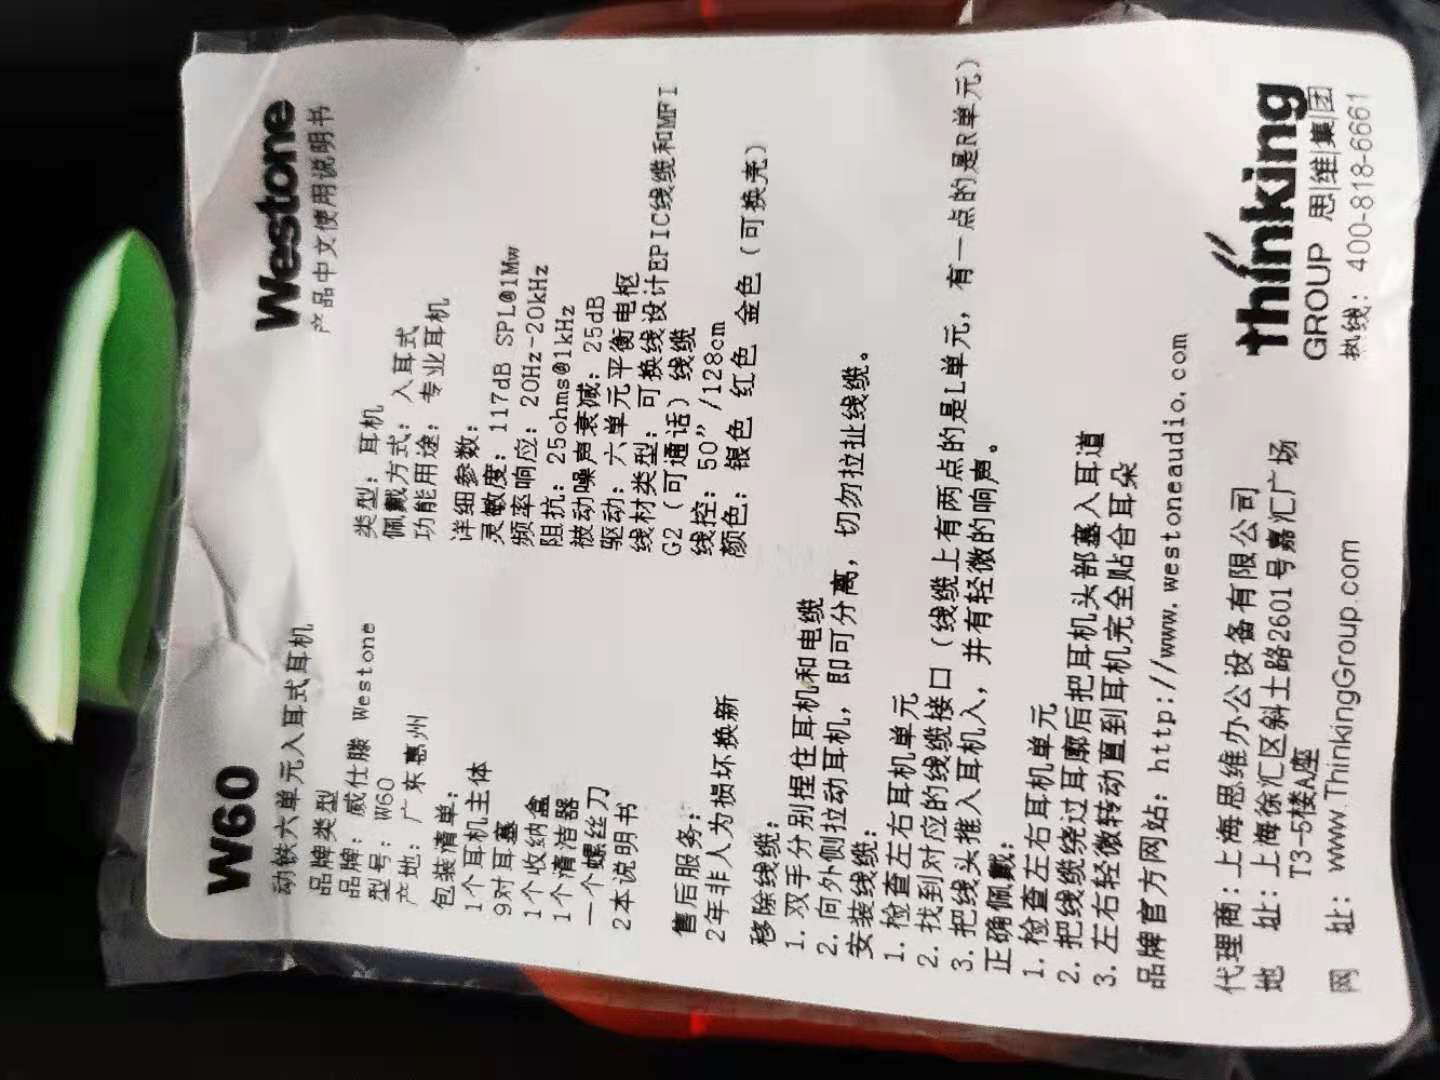 W60
Westone
动铁六单元入耳式耳机
产品中文使用说明书
品牌类型
品牌：威仕滕 Westone
型号：W60
产地：广东惠州
包装清单：
1个耳机主体
9对耳塞
1个收纳盒
1个清洁器
一个螺丝刀
2本说明书
类型：耳机
佩戴方式：入耳式
功能用途：专业耳机
详细参数：
灵敏度：117dB SPL@1Mw
频率响应：20Hz-20kHz
阻抗：25ohms@1kHz
被动噪声衰减：25dB
驱动：六单元平衡电枢
线材类型：可换线设计EPIC线缆和MFI
G2（可通话）线缆
线控：50”/128cm
颜色：银色 红色 金色（可换壳）
售后服务：
2年非人为损坏换新
移除线缆：
1. 双手分别捏住耳机和电缆
2. 向外侧拉动耳机，即可分离，切勿拉扯线缆。
安装线缆：
1. 检查左右耳机单元
2. 找到对应的线缆接口（线缆上有两点的是L单元，有一点的是R单元）
3. 把线头推入耳机入，并有轻微的响声。
正确佩戴：
1. 检查左右耳机单元
2. 把线缆绕过耳廓后把耳机头部塞入耳道
3. 左右轻微转动直到耳机完全贴合耳朵
品牌官方网站：http://www.westoneaudio.com
代理商：上海思维办公设备有限公司
地 址：上海徐汇区斜土路2601号嘉汇广场
T3-5楼A座
网 址：www.ThinkingGroup.com
thinking
GROUP 思|维|集|团
热线：400-818-6661